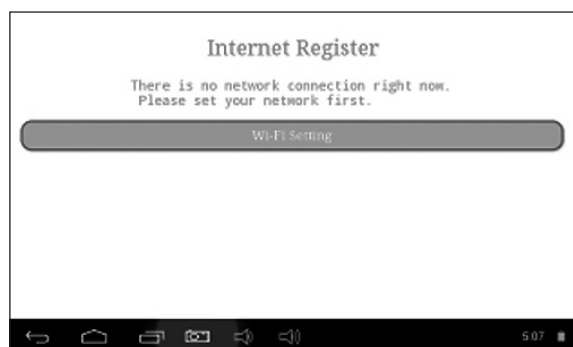 Internet Register
There is no network connection right now.
Please set your network first.
Wi-Fi Setting
5:07